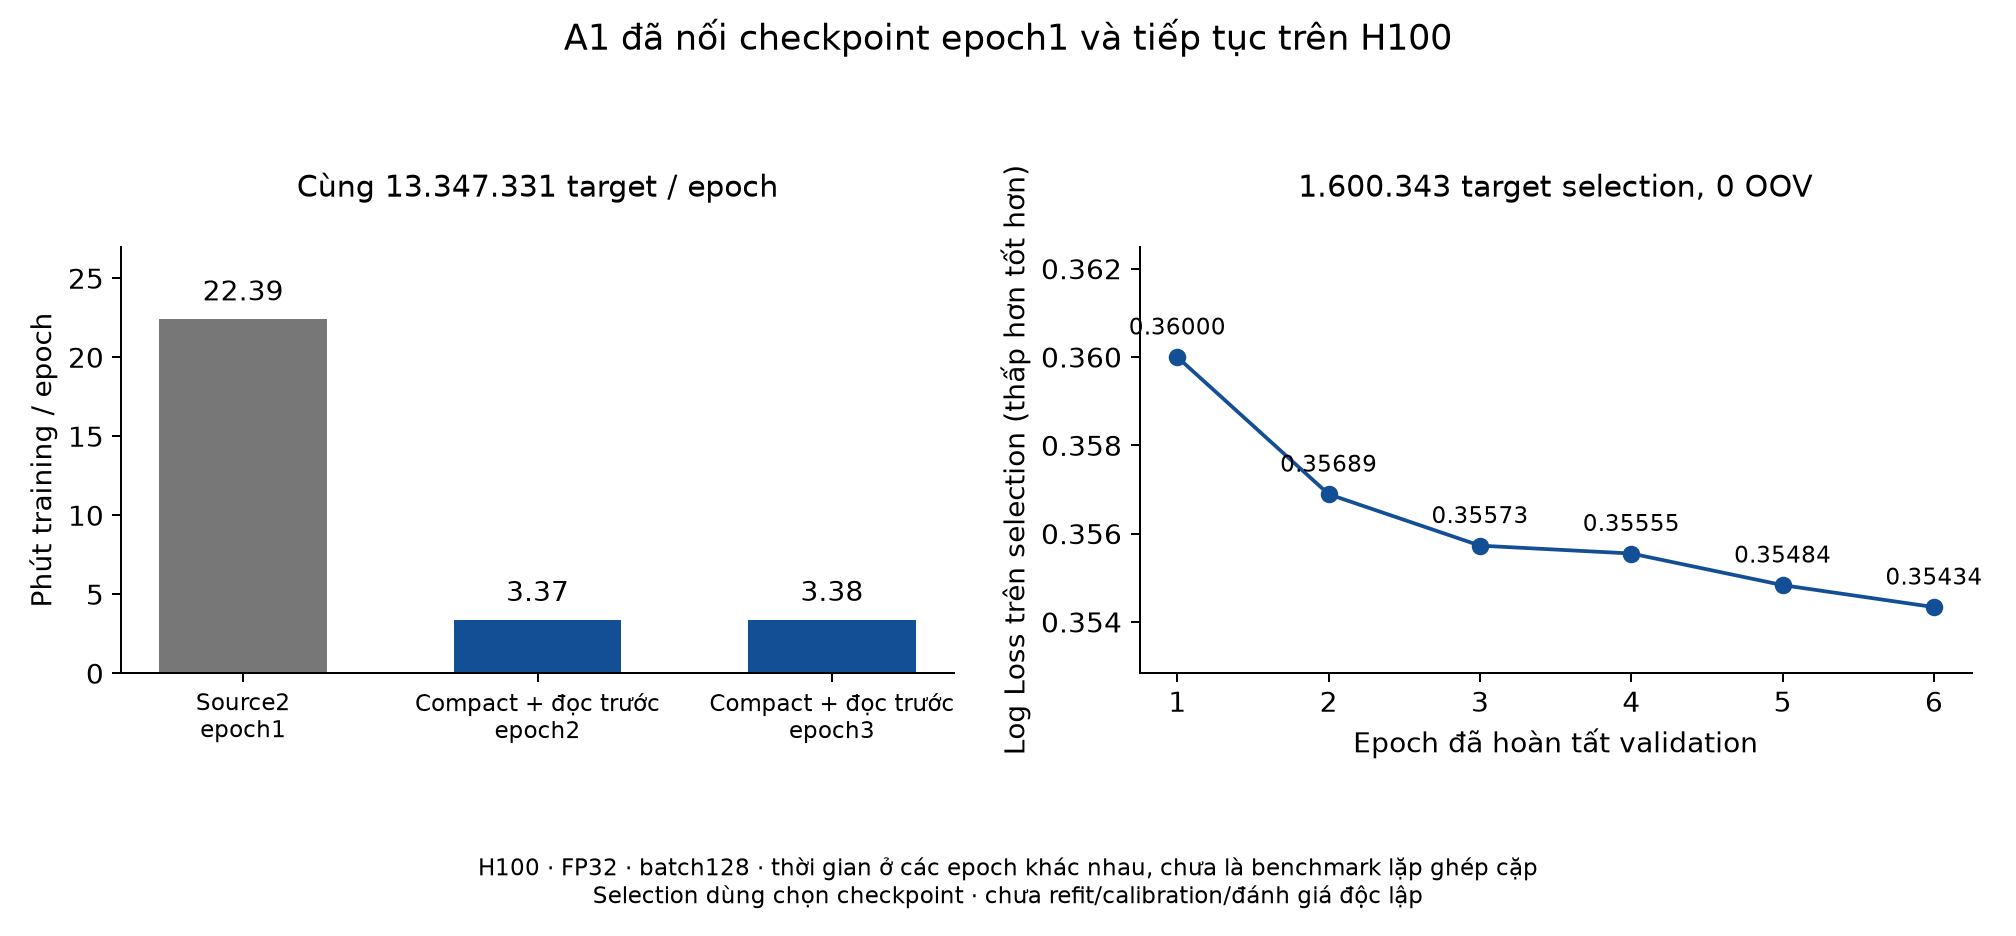 A1 đã nối checkpoint epoch1 và tiếp tục trên H100
Cùng 13.347.331 target / epoch
Phút training / epoch
25
20
15
10
5
0
22.39
3.37
3.38
Source2
epoch1
Compact + đọc trước
epoch2
Compact + đọc trước
epoch3
1.600.343 target selection, 0 OOV
Log Loss trên selection (thấp hơn tốt hơn)
0.362
0.360
0.358
0.356
0.354
0.36000
0.35689
0.35573
0.35555
0.35484
0.35434
1
2
3
4
5
6
Epoch đã hoàn tất validation
H100 · FP32 · batch128 · thời gian ở các epoch khác nhau, chưa là benchmark lặp ghép cặp
Selection dùng chọn checkpoint · chưa refit/calibration/đánh giá độc lập